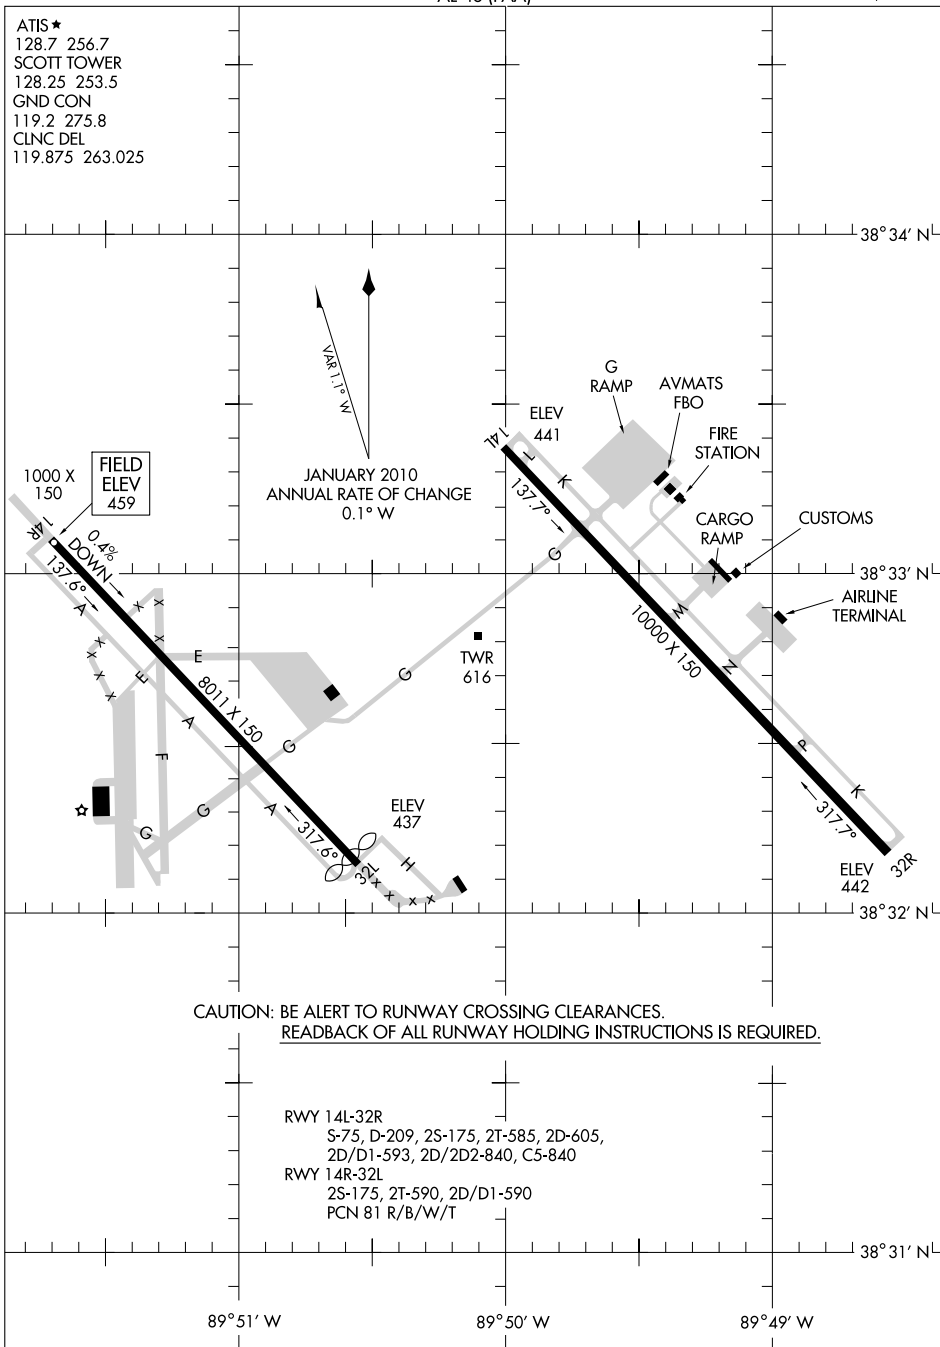 ATIS★
128.7 256.7
SCOTT TOWER
128.25 253.5
GND CON
119.2 275.8
CLNC DEL
119.875 263.025
38°34' N
VAR 1.1° W
JANUARY 2010
ANNUAL RATE OF CHANGE
0.1° W
G
RAMP
AVMATS
FBO
FIRE
STATION
ELEV
441
14L
L
K
137.7°
CARGO
RAMP
CUSTOMS
1000 X
150
FIELD
ELEV
459
14R
0.4%
DOWN
137.6°
G
38°33' N
AIRLINE
TERMINAL
A
X
X
X
X
X
X
X
X
E
E
TWR
616
G
M
10000 X 150
N
8011 X 150
A
G
F
P
K
G
A
G
317.6°
ELEV
437
32L
H
X
X
X
X
317.7°
ELEV
442
32R
38°32' N
CAUTION: BE ALERT TO RUNWAY CROSSING CLEARANCES.
READBACK OF ALL RUNWAY HOLDING INSTRUCTIONS IS REQUIRED.
RWY 14L-32R
S-75, D-209, 2S-175, 2T-585, 2D-605,
2D/D1-593, 2D/2D2-840, C5-840
RWY 14R-32L
2S-175, 2T-590, 2D/D1-590
PCN 81 R/B/W/T
38°31' N
89°51' W
89°50' W
89°49' W